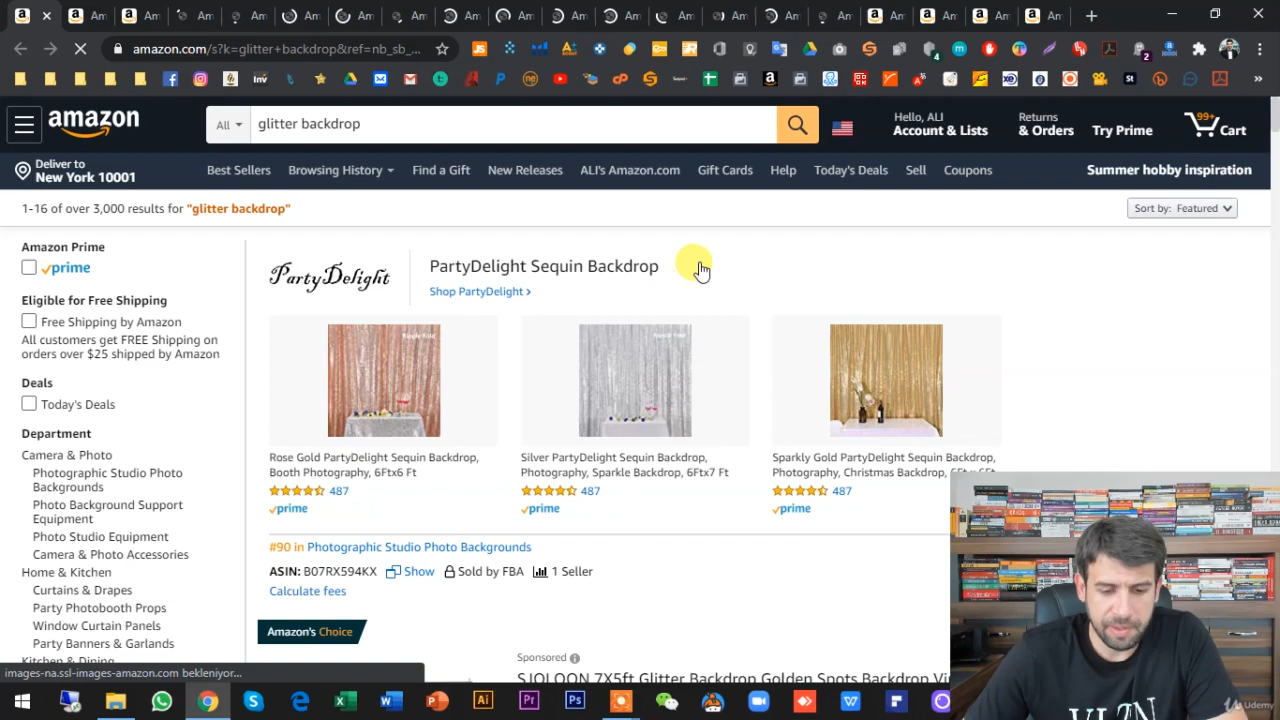 Am
amazon.com/s?k=glitter+backdrop&ref=nb_sb_...
amazon
All
glitter backdrop
Hello, ALI
Account & Lists
Returns
& Orders
Try Prime
99+
Cart
Deliver to
New York 10001
Best Sellers
Browsing History
Find a Gift
New Releases
ALI's Amazon.com
Gift Cards
Help
Today's Deals
Sell
Coupons
Summer hobby inspiration
1-16 of over 3,000 results for "glitter backdrop"
Sort by: Featured
Amazon Prime
prime
Eligible for Free Shipping
Free Shipping by Amazon
All customers get FREE Shipping on
orders over $25 shipped by Amazon
Deals
Today's Deals
Department
Camera & Photo
Photographic Studio Photo
Backgrounds
Photo Background Support
Equipment
Photo Studio Equipment
Camera & Photo Accessories
Home & Kitchen
Curtains & Drapes
Party Photobooth Props
Window Curtain Panels
Party Banners & Garlands
Kitchen & Dining
PartyDelight
PartyDelight Sequin Backdrop
Shop PartyDelight ›
Rose Gold PartyDelight Sequin Backdrop,
Booth Photography, 6Ftx6 Ft
487
prime
Silver PartyDelight Sequin Backdrop,
Photography, Sparkle Backdrop, 6Ftx7 Ft
590
prime
Sparkly Gold PartyDelight Sequin Backdrop,
Photography, Christmas Backdrop,
842
prime
#90 in Photographic Studio Photo Backgrounds
ASIN: B07RX594KX Show Sold by FBA 1 Seller
Calculate fees
Amazon's Choice
Sponsored
SJOLOON 7X5ft Glitter Backdrop Golden Spots Backdrop
images-na.ssl-images-amazon.com bekleniyor...
Udemy